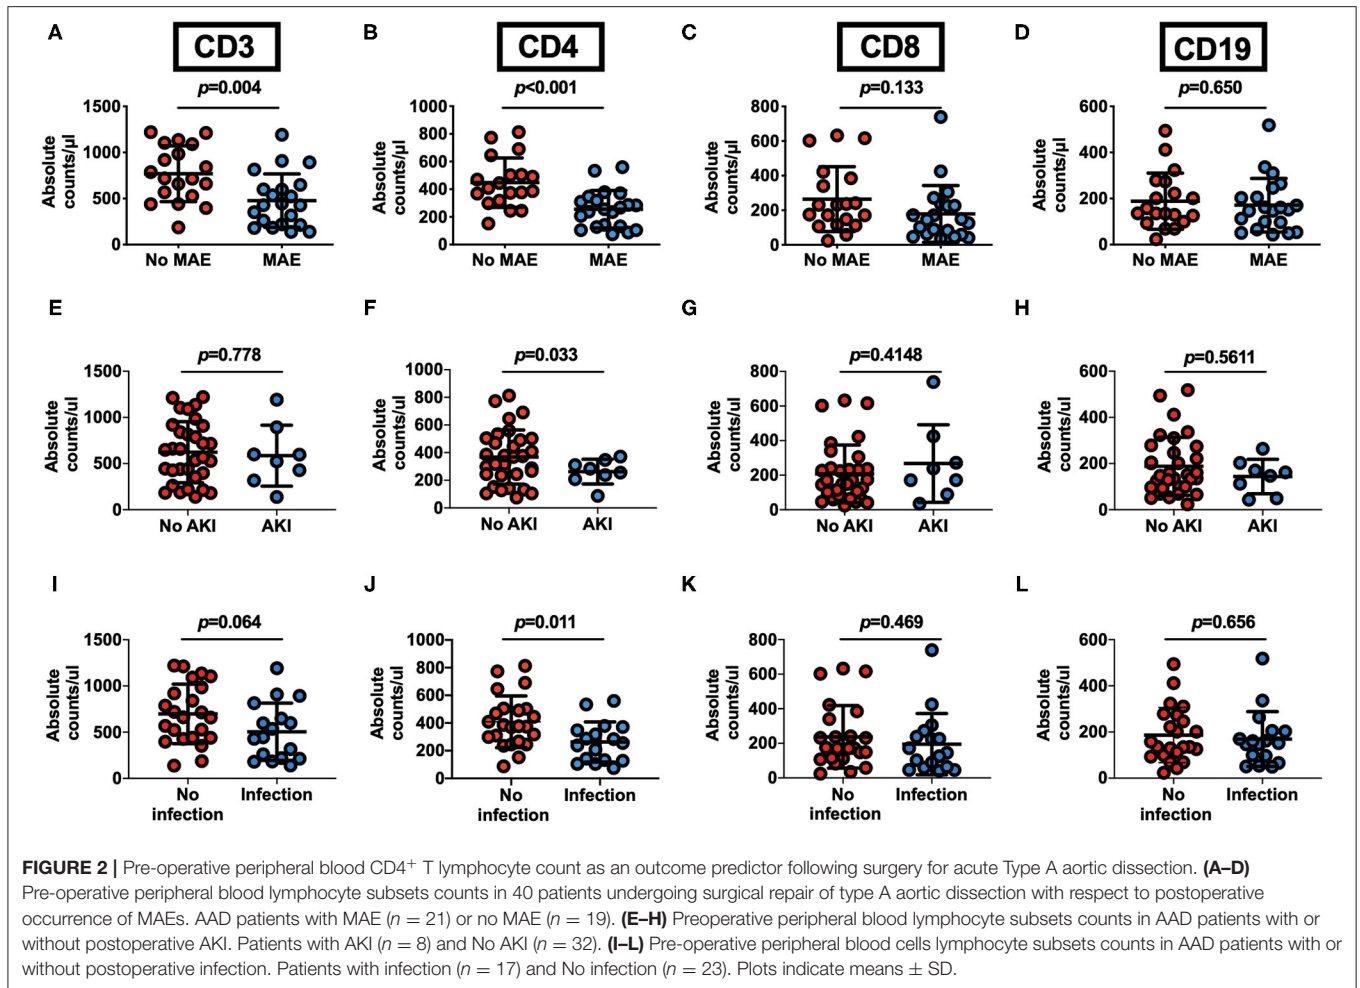 A B C D
CD3 CD4 CD8 CD19
p=0.004 p<0.001 p=0.133 p=0.650
Absolute counts/µl
1500
1000
500
0
No MAE MAE
Absolute counts/µl
1000
800
600
400
200
0
No MAE MAE
Absolute counts/µl
800
600
400
200
0
No MAE MAE
Absolute counts/µl
600
400
200
0
No MAE MAE
E F G H
p=0.778 p=0.033 p=0.4148 p=0.5611
Absolute counts/ul
1500
1000
500
0
No AKI AKI
Absolute counts/ul
1000
800
600
400
200
0
No AKI AKI
Absolute counts/ul
800
600
400
200
0
No AKI AKI
Absolute counts/ul
600
400
200
0
No AKI AKI
I J K L
p=0.064 p=0.011 p=0.469 p=0.656
Absolute counts/ul
1500
1000
500
0
No infection Infection
Absolute counts/ul
1000
800
600
400
200
0
No infection Infection
Absolute counts/ul
800
600
400
200
0
No infection Infection
Absolute counts/ul
600
400
200
0
No infection Infection
FIGURE 2 | Pre-operative peripheral blood CD4+ T lymphocyte count as an outcome predictor following surgery for acute Type A aortic dissection. (A–D)
Pre-operative peripheral blood lymphocyte subsets counts in 40 patients undergoing surgical repair of type A aortic dissection with respect to postoperative
occurrence of MAEs. AAD patients with MAE (n = 21) or no MAE (n = 19). (E–H) Preoperative peripheral blood lymphocyte subsets counts in AAD patients with or
without postoperative AKI. Patients with AKI (n = 8) and No AKI (n = 32). (I–L) Pre-operative peripheral blood cells lymphocyte subsets counts in AAD patients with or
without postoperative infection. Patients with infection (n = 17) and No infection (n = 23). Plots indicate means ± SD.